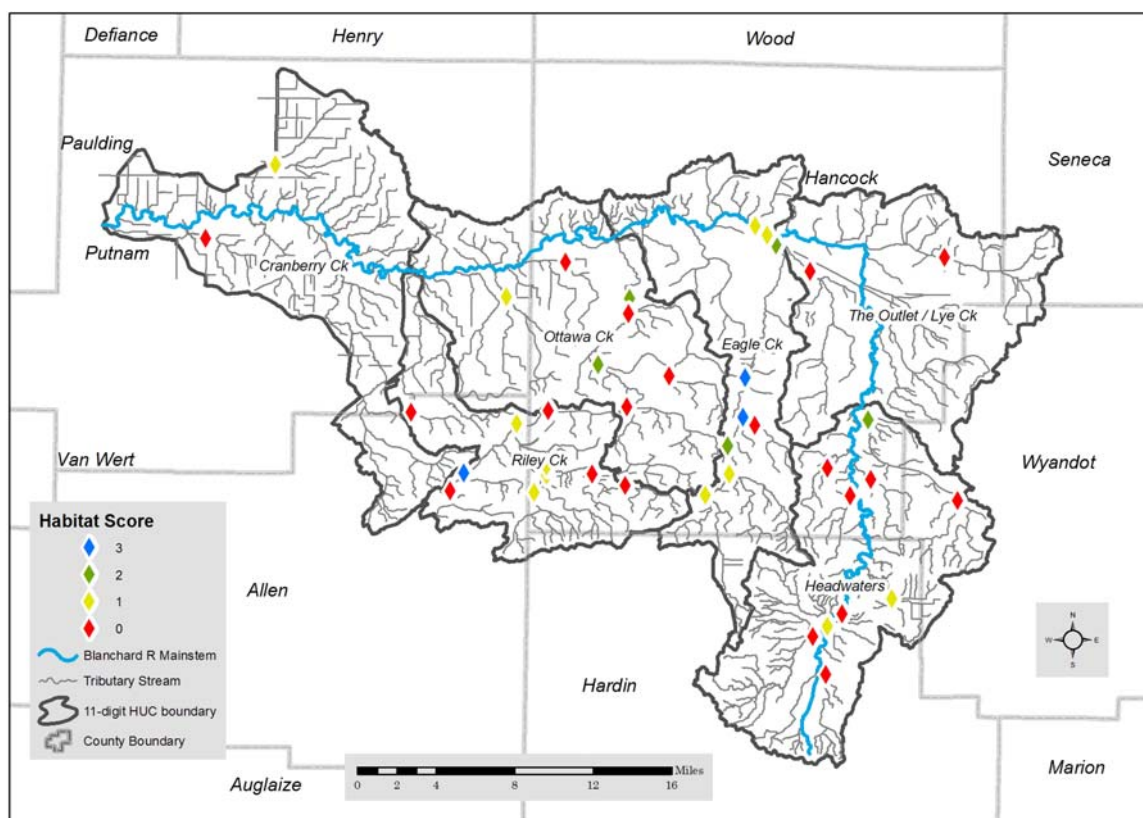 Defiance
Henry
Wood
Paulding
Seneca
Hancock
Putnam
Cranberry Ck
The Outlet / Lye Ck
Ottawa Ck
Eagle Ck
Van Wert
Riley Ck
Wyandot
Habitat Score
3
2
1
0
Blanchard R Mainstem
Tributary Stream
11-digit HUC boundary
County Boundary
Allen
Headwaters
N
W E
S
Hardin
Marion
Auglaize
Miles
0 2 4 8 12 16